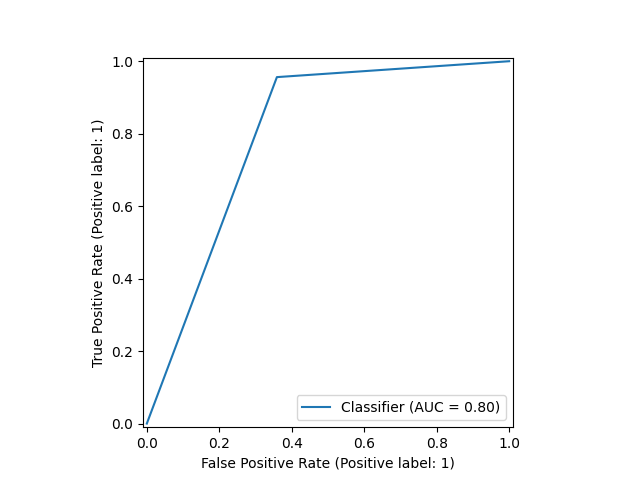 1.0
0.8
0.6
0.4
0.2
0.0
True Positive Rate (Positive label: 1)
Classifier (AUC = 0.80)
0.0 0.2 0.4 0.6 0.8 1.0
False Positive Rate (Positive label: 1)